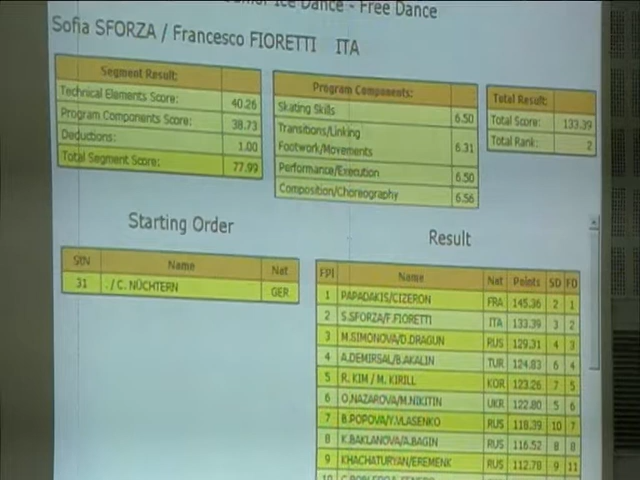 Ice Dance - Free Dance
Sofia SFORZA / Francesco FIORETTI ITA
Segment Result:
Technical Elements Score: 40.26
Program Components Score: 38.73
Deductions: 1.00
Total Segment Score: 77.99
Program Components:
Skating Skills 6.50
Transitions/Linking
Footwork/Movements 6.31
Performance/Execution 6.50
Composition/Choreography 6.56
Total Result:
Total Score: 133.39
Total Rank: 2
Starting Order
StN Name Nat
31 / C. NÜCHTERN GER
Result
FPl Name Nat Points SD FD
1 PAPADAKIS/CIZERON FRA 145.36 2 1
2 S.SFORZA/F.FIORETTI ITA 133.39 3 2
3 M.SIMONOVA/D.DRAGUN RUS 129.31 4 3
4 A.DEMIRSAL/B.AKALIN TUR 124.83 6 4
5 R. KIM / M. KIRILL KOR 123.26 7 5
6 O.NAZAROVA/M.NIKITIN UKR 122.80 5 6
7 B.POPOVA/Y.VLASENKO RUS 118.39 10 7
8 K.BAKLANOVA/A.BAGIN RUS 116.52 8 8
9 KHACHATURYAN/EREMENK RUS 112.78 9 11
10